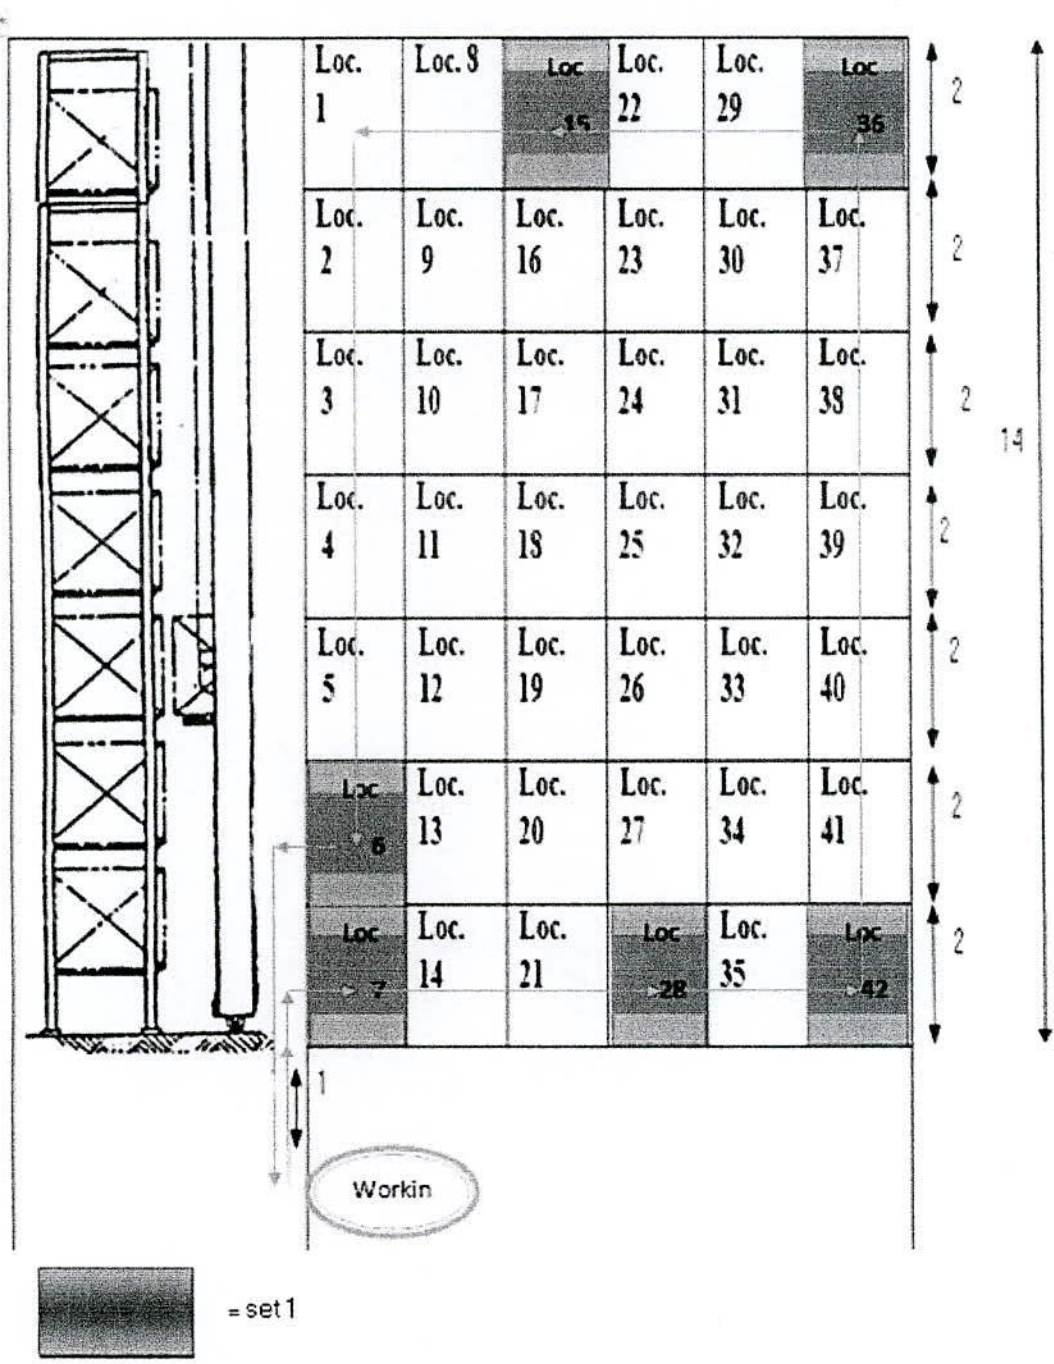 Loc. Loc. 8 Loc Loc. Loc. Loc
1 15 22 29 36
2
Loc. Loc. Loc. Loc. Loc. Loc.
2 9 16 23 30 37
2
Loc. Loc. Loc. Loc. Loc. Loc.
3 10 17 24 31 38
2
14
Loc. Loc. Loc. Loc. Loc. Loc.
4 11 18 25 32 39
2
Loc. Loc. Loc. Loc. Loc. Loc.
5 12 19 26 33 40
2
Loc Loc. Loc. Loc. Loc. Loc.
6 13 20 27 34 41
2
Loc Loc. Loc. Loc Loc. Loc
7 14 21 28 35 42
2
1
Workin
= set 1